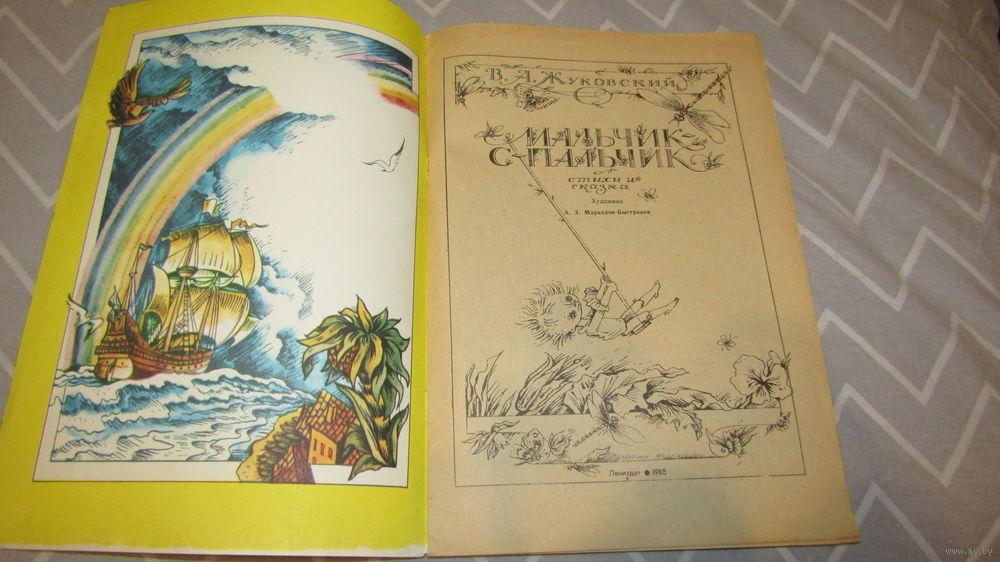 В. А. Жуковский
МАЛЬЧИК
С-ПАЛЬЧИК
стихи и
сказка
Художник
А. З. Маркелов-Быстряков
Лениздат ● 1985
www.ay.by